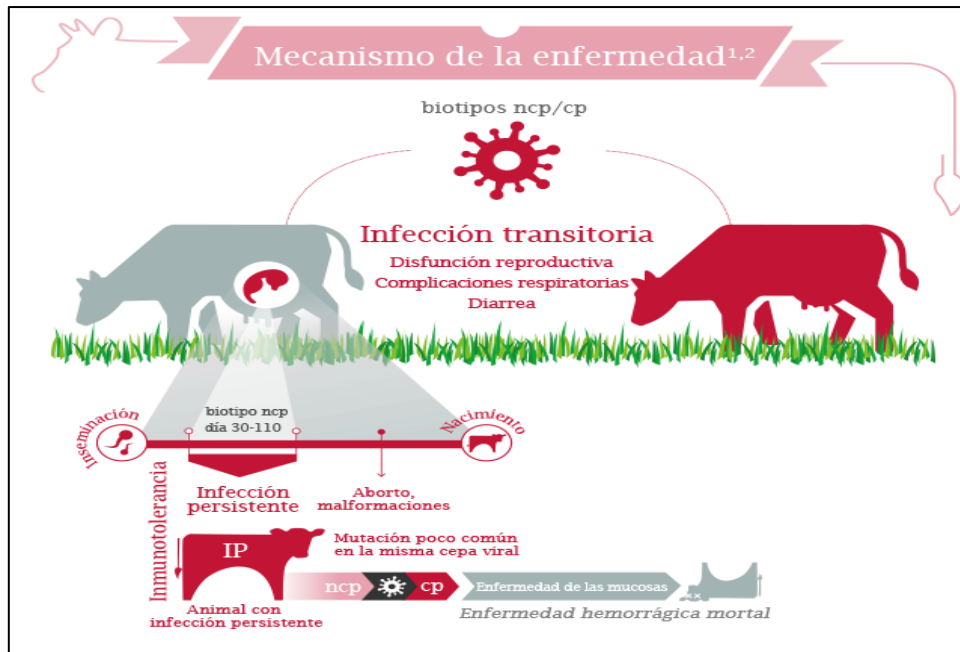 Mecanismo de la enfermedad1,2
biotipos ncp/cp
Infección transitoria
Disfunción reproductiva
Complicaciones respiratorias
Diarrea
Inseminación
biotipo ncp
día 30-110
Nacimiento
Inmunotolerancia
Infección
persistente
Aborto,
malformaciones
IP
Mutación poco común
en la misma cepa viral
ncp
cp
Enfermedad de las mucosas
Animal con
infección persistente
Enfermedad hemorrágica mortal